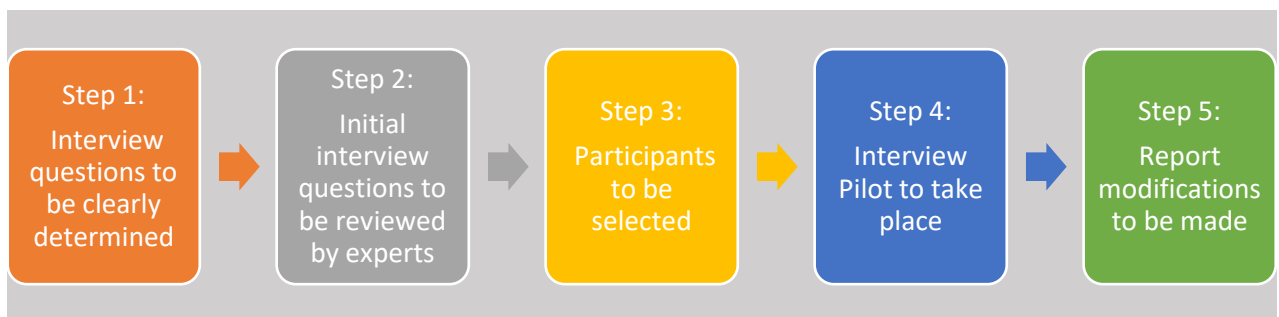 Step 1:
Interview
questions to
be clearly
determined
Step 2:
Initial
interview
questions to
be reviewed
by experts
Step 3:
Participants
to be
selected
Step 4:
Interview
Pilot to take
place
Step 5:
Report
modifications
to be made